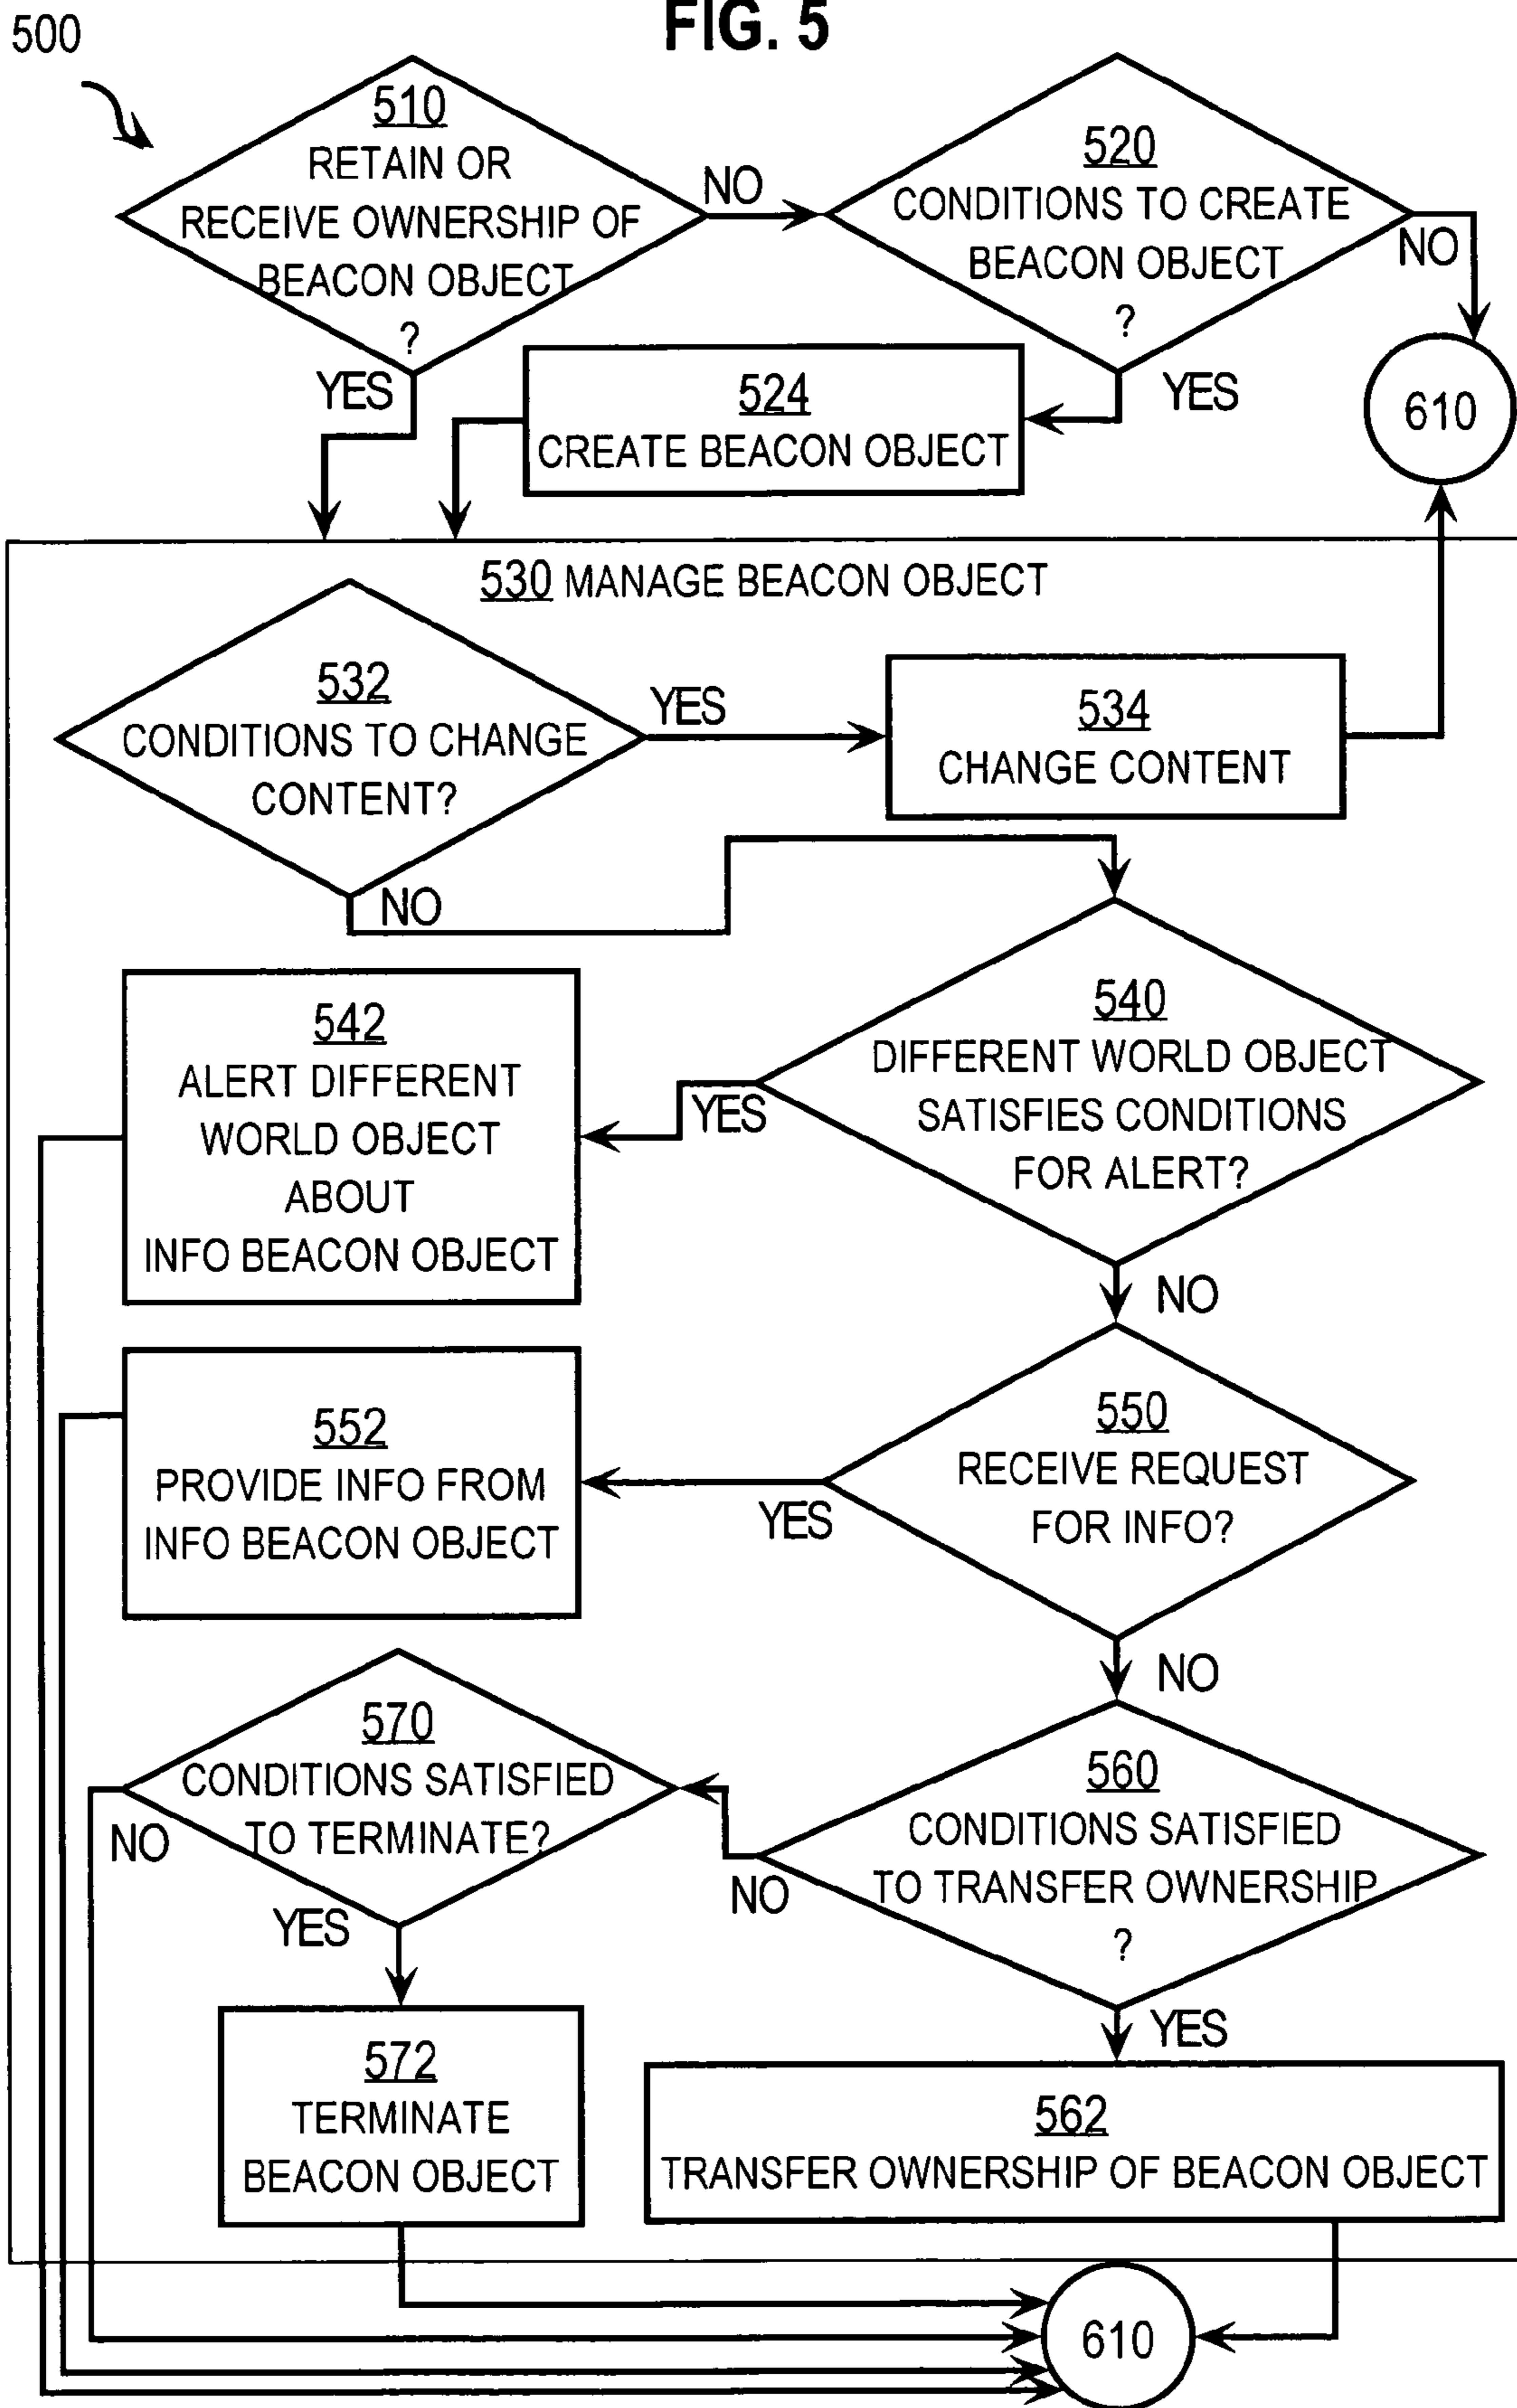 FIG. 5
500
510
RETAIN OR
RECEIVE OWNERSHIP OF
BEACON OBJECT
?
NO
520
CONDITIONS TO CREATE
BEACON OBJECT
?
NO
YES
524
CREATE BEACON OBJECT
YES
610
530 MANAGE BEACON OBJECT
532
CONDITIONS TO CHANGE
CONTENT?
YES
534
CHANGE CONTENT
NO
540
DIFFERENT WORLD OBJECT
SATISFIES CONDITIONS
FOR ALERT?
YES
542
ALERT DIFFERENT
WORLD OBJECT
ABOUT
INFO BEACON OBJECT
NO
550
RECEIVE REQUEST
FOR INFO?
YES
552
PROVIDE INFO FROM
INFO BEACON OBJECT
NO
560
CONDITIONS SATISFIED
TO TRANSFER OWNERSHIP
?
NO
570
CONDITIONS SATISFIED
TO TERMINATE?
NO
YES
572
TERMINATE
BEACON OBJECT
YES
562
TRANSFER OWNERSHIP OF BEACON OBJECT
610